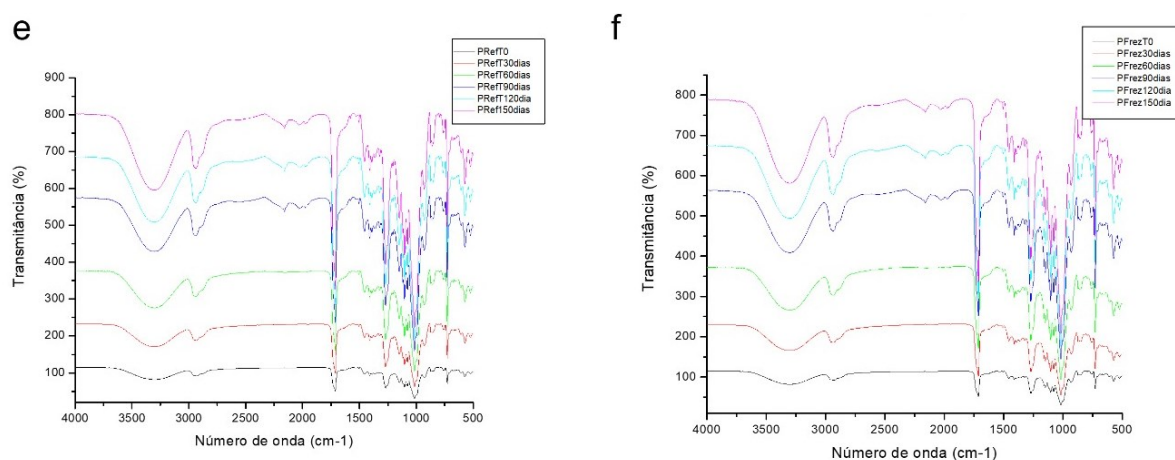 e
PRefT0
PRefT30dias
PRefT60dias
PRefT90dias
PRefT120dia
PRef150dias
900
800
700
600
500
400
300
200
100
Transmitância (%)
4000 3500 3000 2500 2000 1500 1000 500
Número de onda (cm-1)
f
PFrezT0
PFrez30dias
PFrez60dias
PFrez90dias
PFrez120dia
PFrez150dia
800
700
600
500
400
300
200
100
Transmitância (%)
4000 3500 3000 2500 2000 1500 1000 500
Número de onda (cm-1)